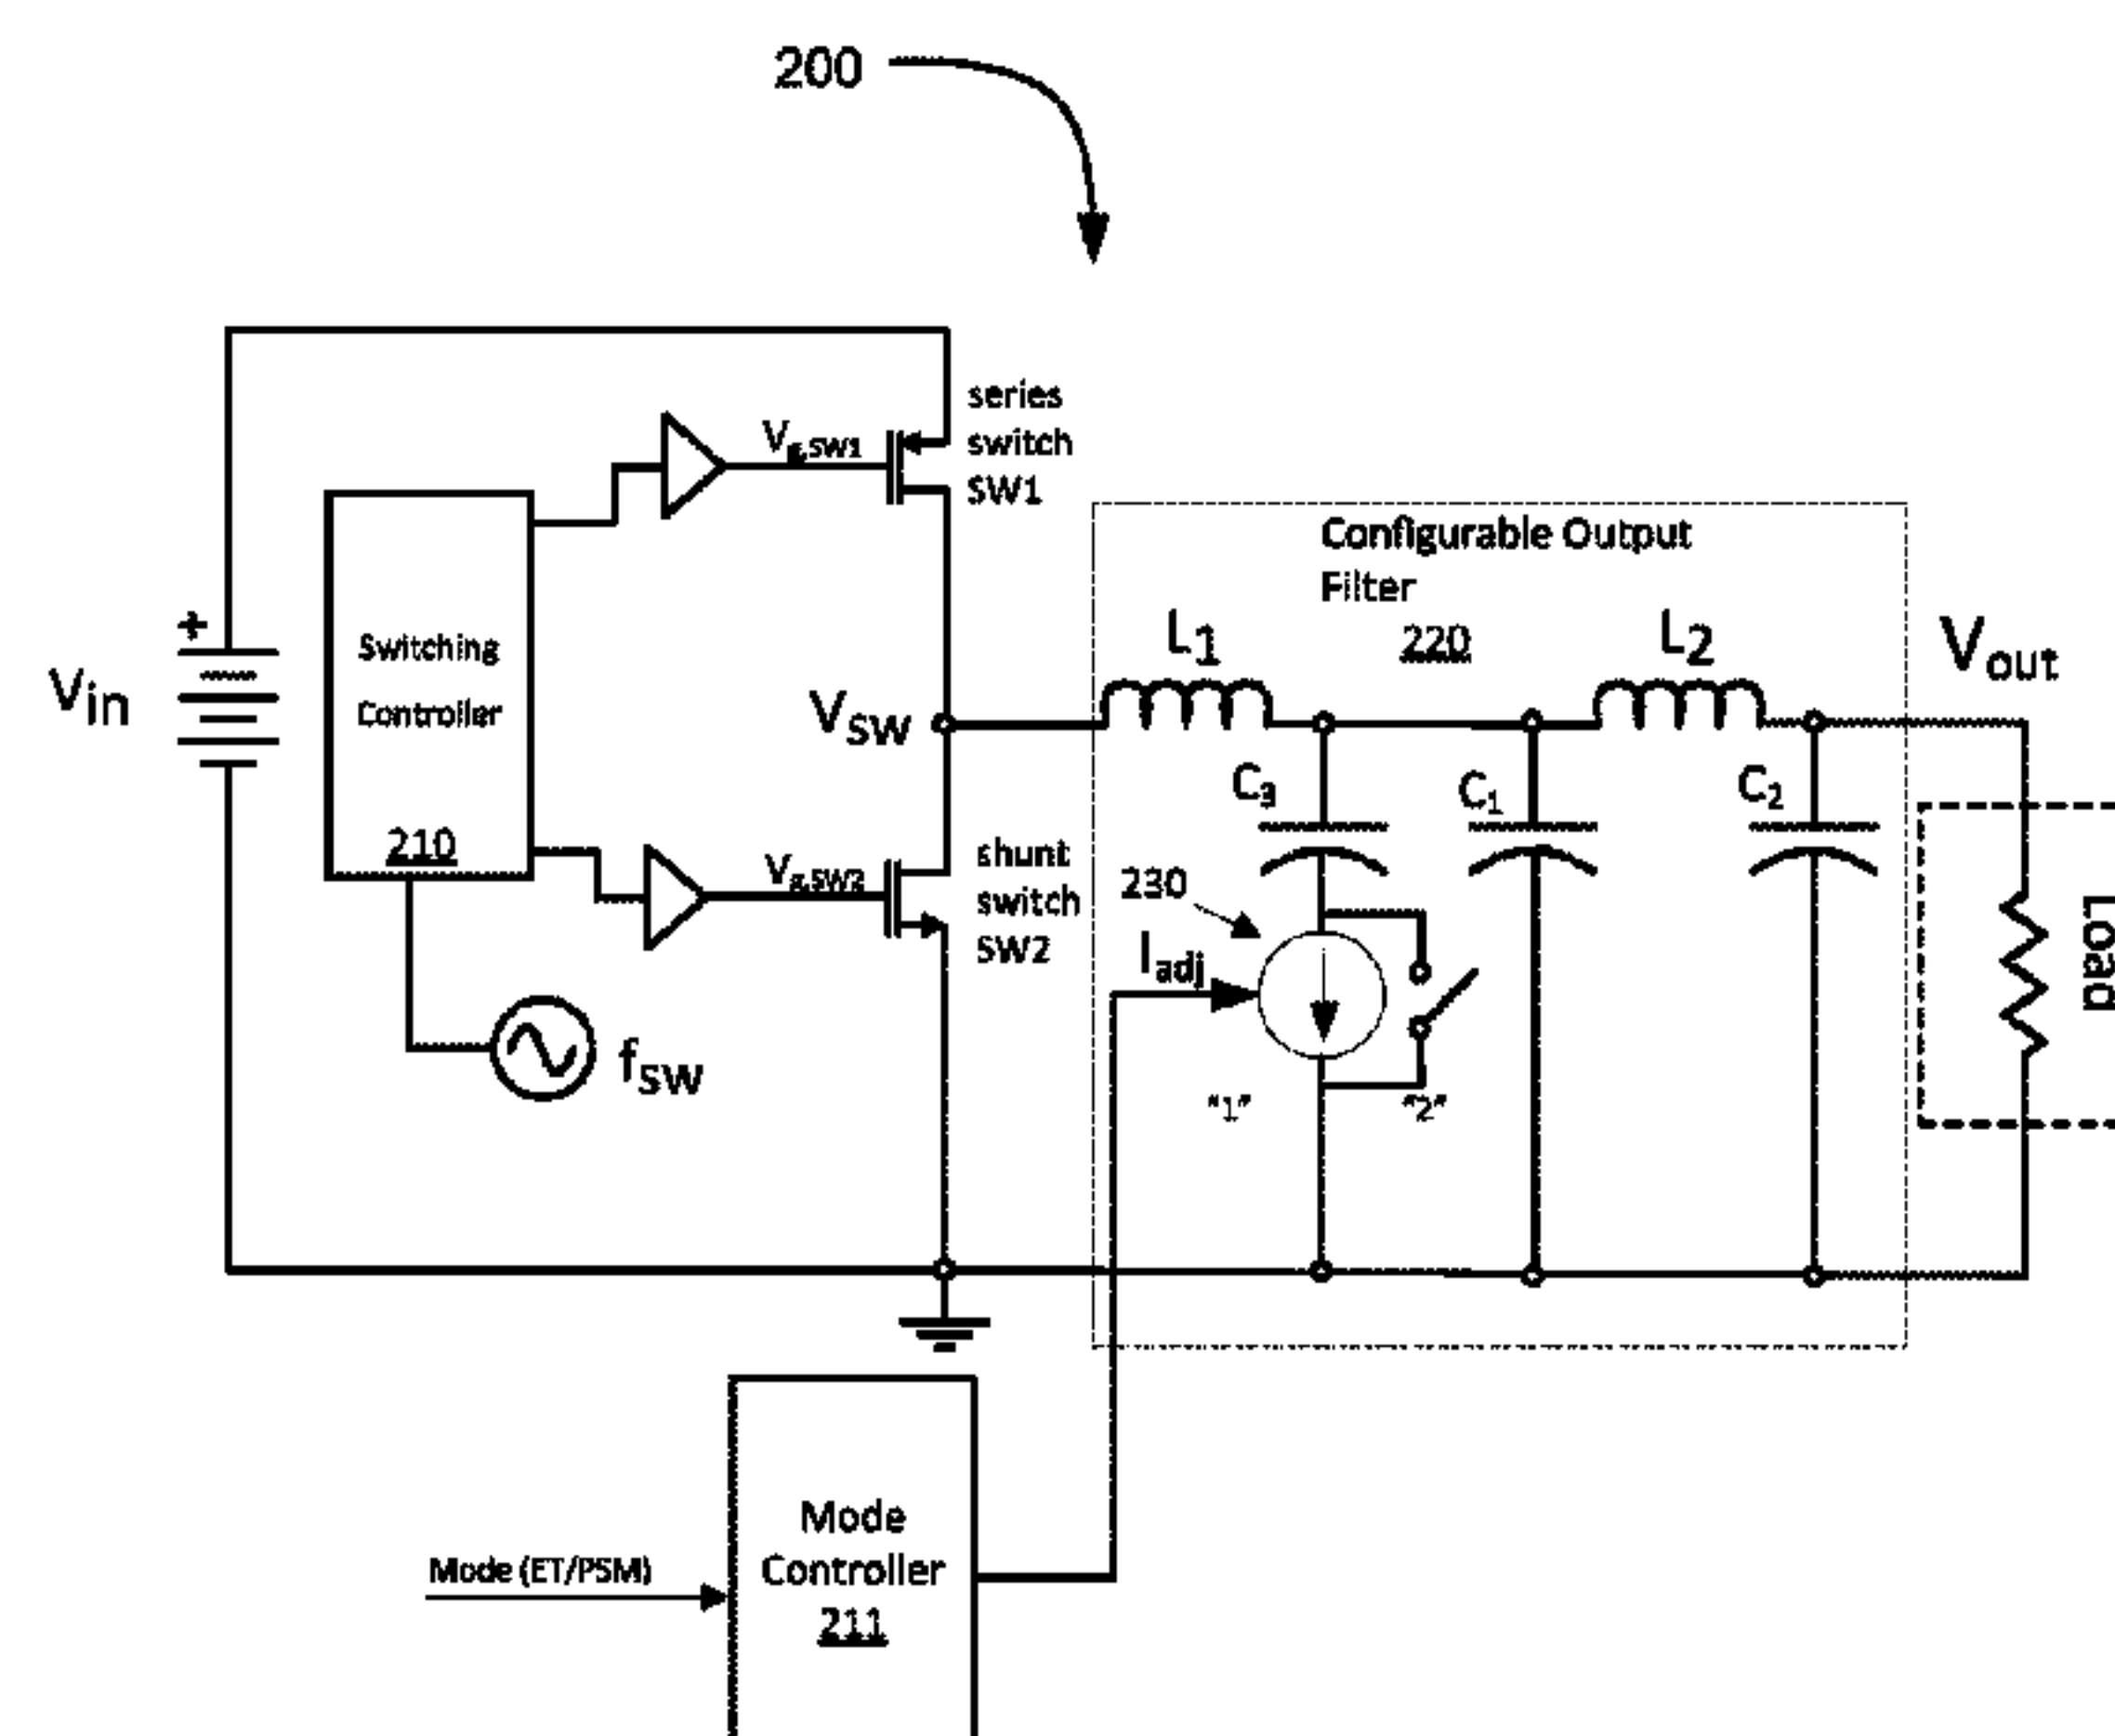 200
series
switch
SW1
Vg,SW1
Configurable Output
Filter
220
L1
L2
Vout
Switching
Controller
210
Vin
+
VSW
C3
C1
C2
shunt
switch
SW2
Vg,SW2
230
Iadj
Load
fSW
"1"
"2"
Mode (ET/PSM)
Mode
Controller
211